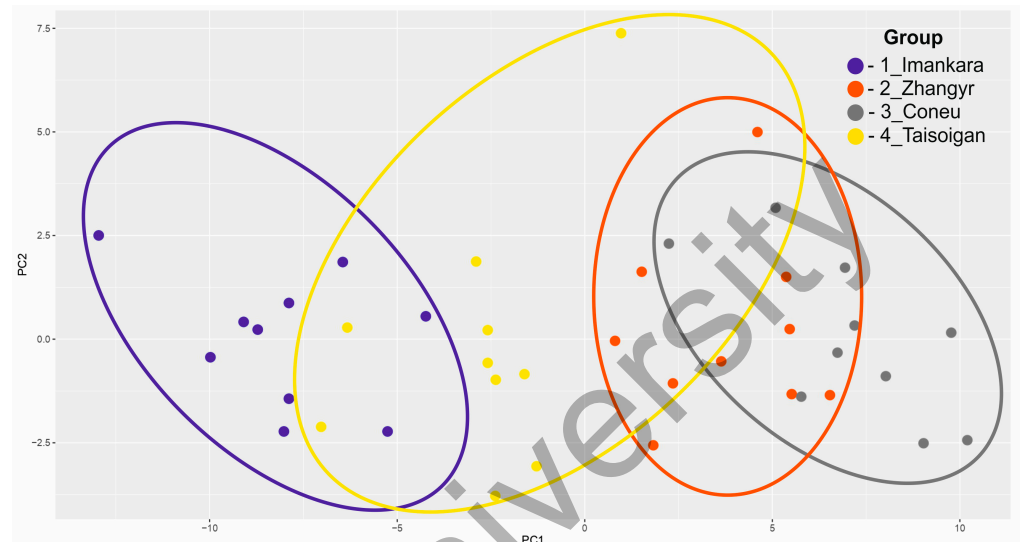 Group
- 1_Imankara
- 2_Zhangyr
- 3_Coneu
- 4_Taisoigan
7.5
5.0
2.5
0.0
−2.5
PC2
−10
−5
0
5
10
PC1
versity